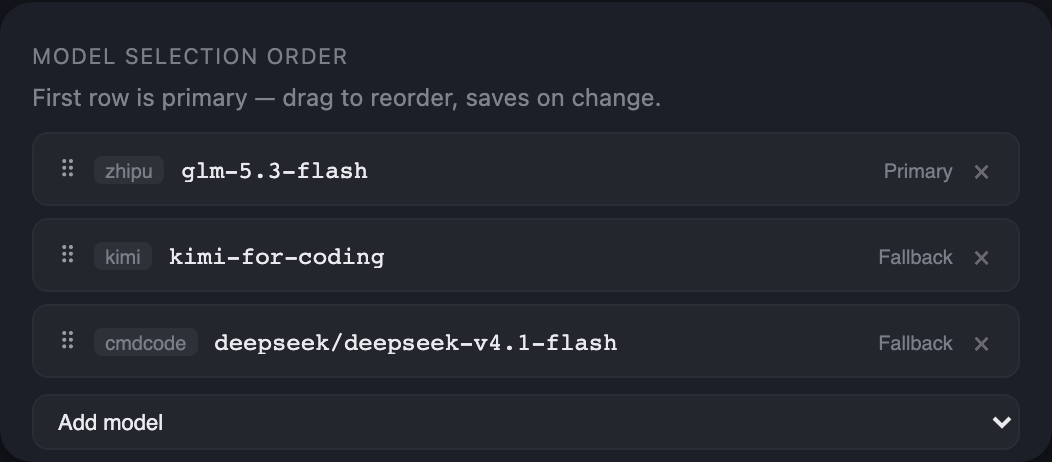 MODEL SELECTION ORDER
First row is primary — drag to reorder, saves on change.
zhipu glm-5.3-flash Primary ×
kimi kimi-for-coding Fallback ×
cmdcode deepseek/deepseek-v4.1-flash Fallback ×
Add model